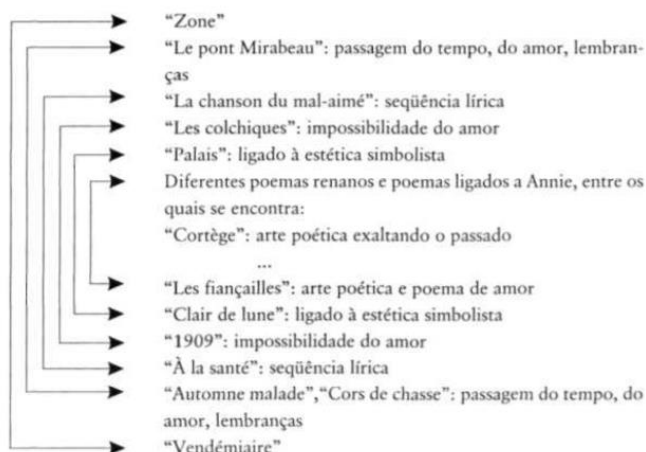 “Zone”
“Le pont Mirabeau”: passagem do tempo, do amor, lembran-
ças
“La chanson du mal-aimé”: seqüência lírica
“Les colchiques”: impossibilidade do amor
“Palais”: ligado à estética simbolista
Diferentes poemas renanos e poemas ligados a Annie, entre os
quais se encontra:
“Cortège”: arte poética exaltando o passado
...
“Les fiançailles”: arte poética e poema de amor
“Clair de lune”: ligado à estética simbolista
“1909”: impossibilidade do amor
“À la santé”: seqüência lírica
“Automne malade”,“Cors de chasse”: passagem do tempo, do
amor, lembranças
“Vendémiaire”